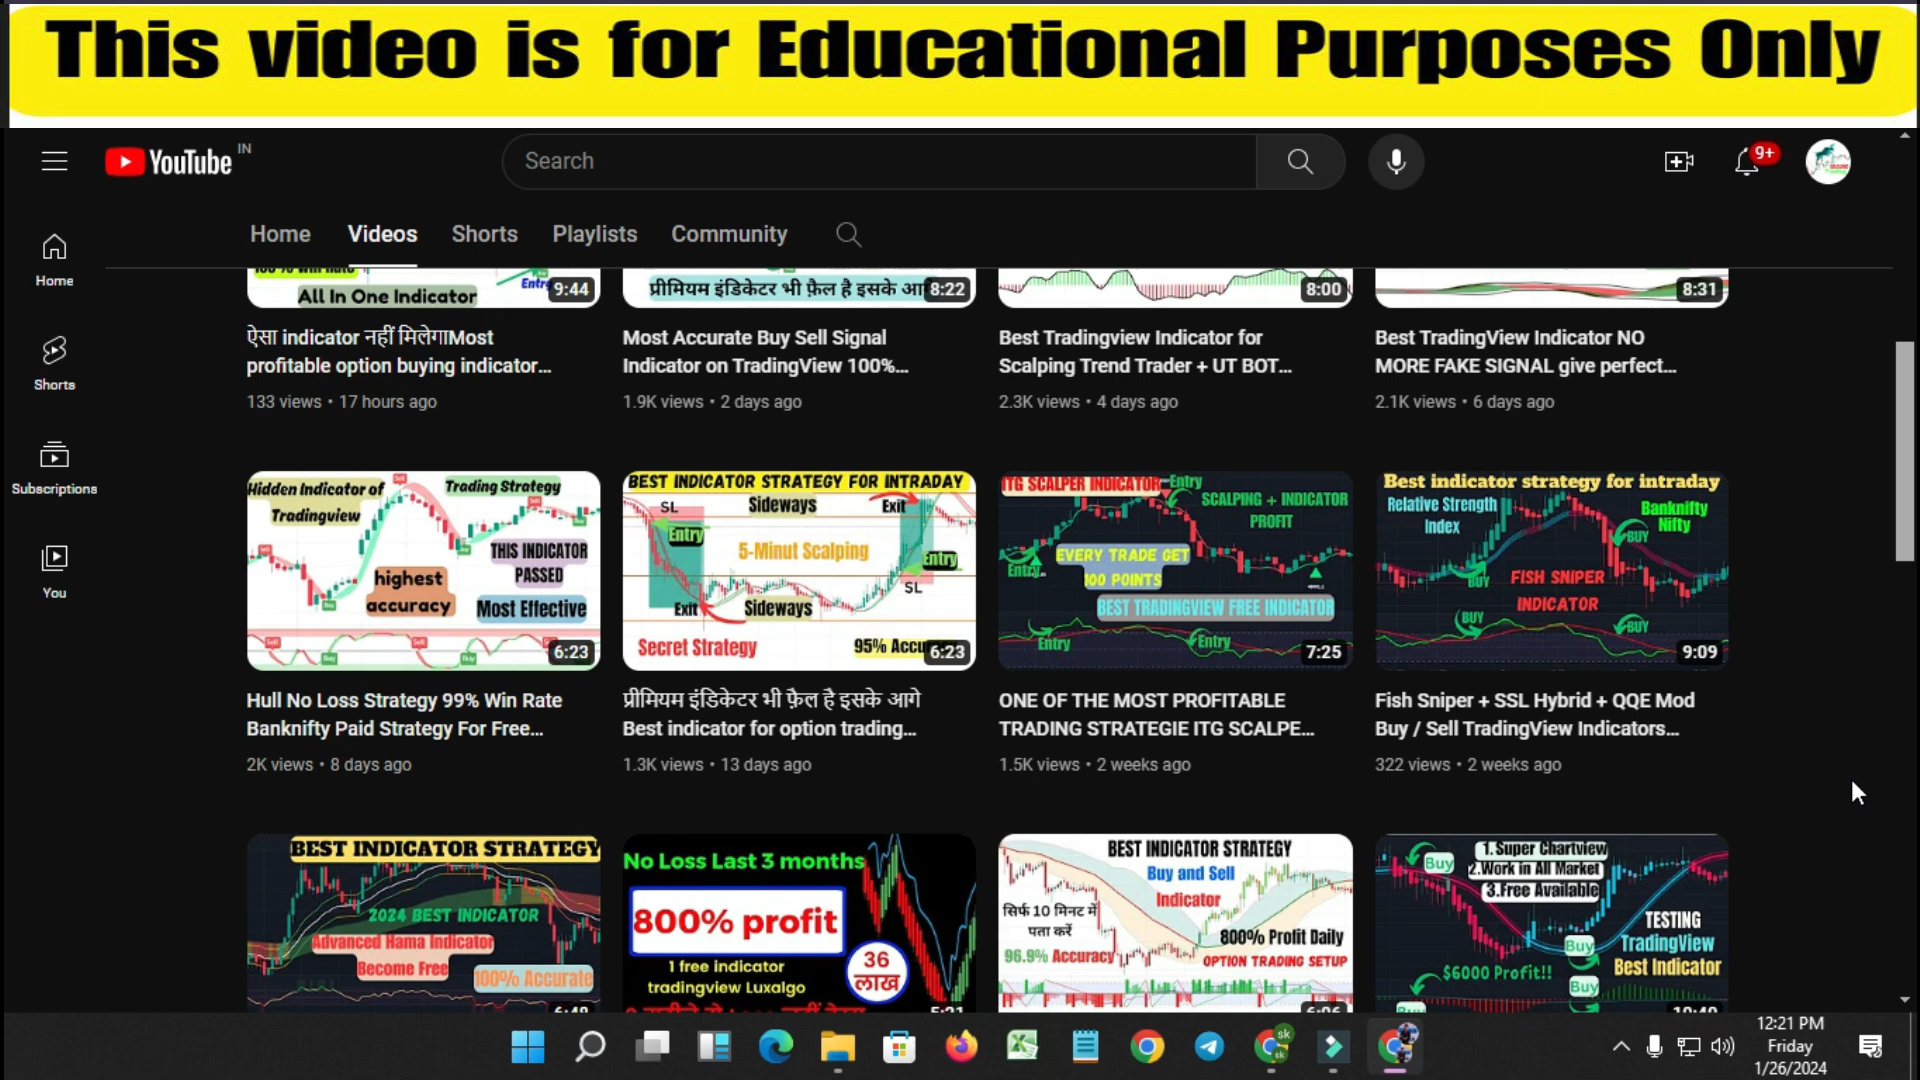 This video is for Educational Purposes Only
YouTube IN
Search
9+
Home Videos Shorts Playlists Community
Home
Shorts
Subscriptions
You
All In One Indicator
Entry
9:44
ऐसा indicator नहीं मिलेगाMost
profitable option buying indicator...
133 views • 17 hours ago
प्रीमियम इंडिकेटर भी फ़ैल है इसके
8:22
Most Accurate Buy Sell Signal
Indicator on TradingView 100%...
1.9K views • 2 days ago
8:00
Best Tradingview Indicator for
Scalping Trend Trader + UT BOT...
2.3K views • 4 days ago
8:31
Best TradingView Indicator NO
MORE FAKE SIGNAL give perfect...
2.1K views • 6 days ago
Hidden Indicator of
Tradingview
Trading Strategy
THIS INDICATOR
PASSED
highest
accuracy
Most Effective
6:23
Hull No Loss Strategy 99% Win Rate
Banknifty Paid Strategy For Free...
2K views • 8 days ago
BEST INDICATOR STRATEGY FOR INTRADAY
SL
Sideways
Exit
Entry
5-Minut Scalping
Entry
SL
Exit
Sideways
Secret Strategy
95%
6:23
प्रीमियम इंडिकेटर भी फ़ैल है इसके आगे
Best indicator for option trading...
1.3K views • 13 days ago
ITG SCALPER INDICATOR
Entry
SCALPING + INDICATOR
PROFIT
EVERY TRADE GET
100 POINTS
Entry
BEST TRADINGVIEW FREE INDICATOR
Entry
Entry
7:25
ONE OF THE MOST PROFITABLE
TRADING STRATEGIE ITG SCALPE...
1.5K views • 2 weeks ago
Best indicator strategy for intraday
Relative Strength
Index
Banknifty
Nifty
BUY
BUY
FISH SNIPER
INDICATOR
BUY
BUY
9:09
Fish Sniper + SSL Hybrid + QQE Mod
Buy / Sell TradingView Indicators...
322 views • 2 weeks ago
BEST INDICATOR STRATEGY
2024 BEST INDICATOR
Advanced Hama Indicator
Become Free
100% Accurate
No Loss Last 3 months
800% profit
1 free indicator
tradingview Luxalgo
36
लाख
BEST INDICATOR STRATEGY
Buy and Sell
Indicator
सिर्फ 10 मिनट में
पता करें
96.9% Accuracy
800% Profit Daily
OPTION TRADING SETUP
1. Super Chartview
2.Work in All Market
3.Free Available
Buy
TESTING
TradingView
Best Indicator
Buy
$6000 Profit!!
Buy
Buy
12:21 PM
Friday
1/26/2024